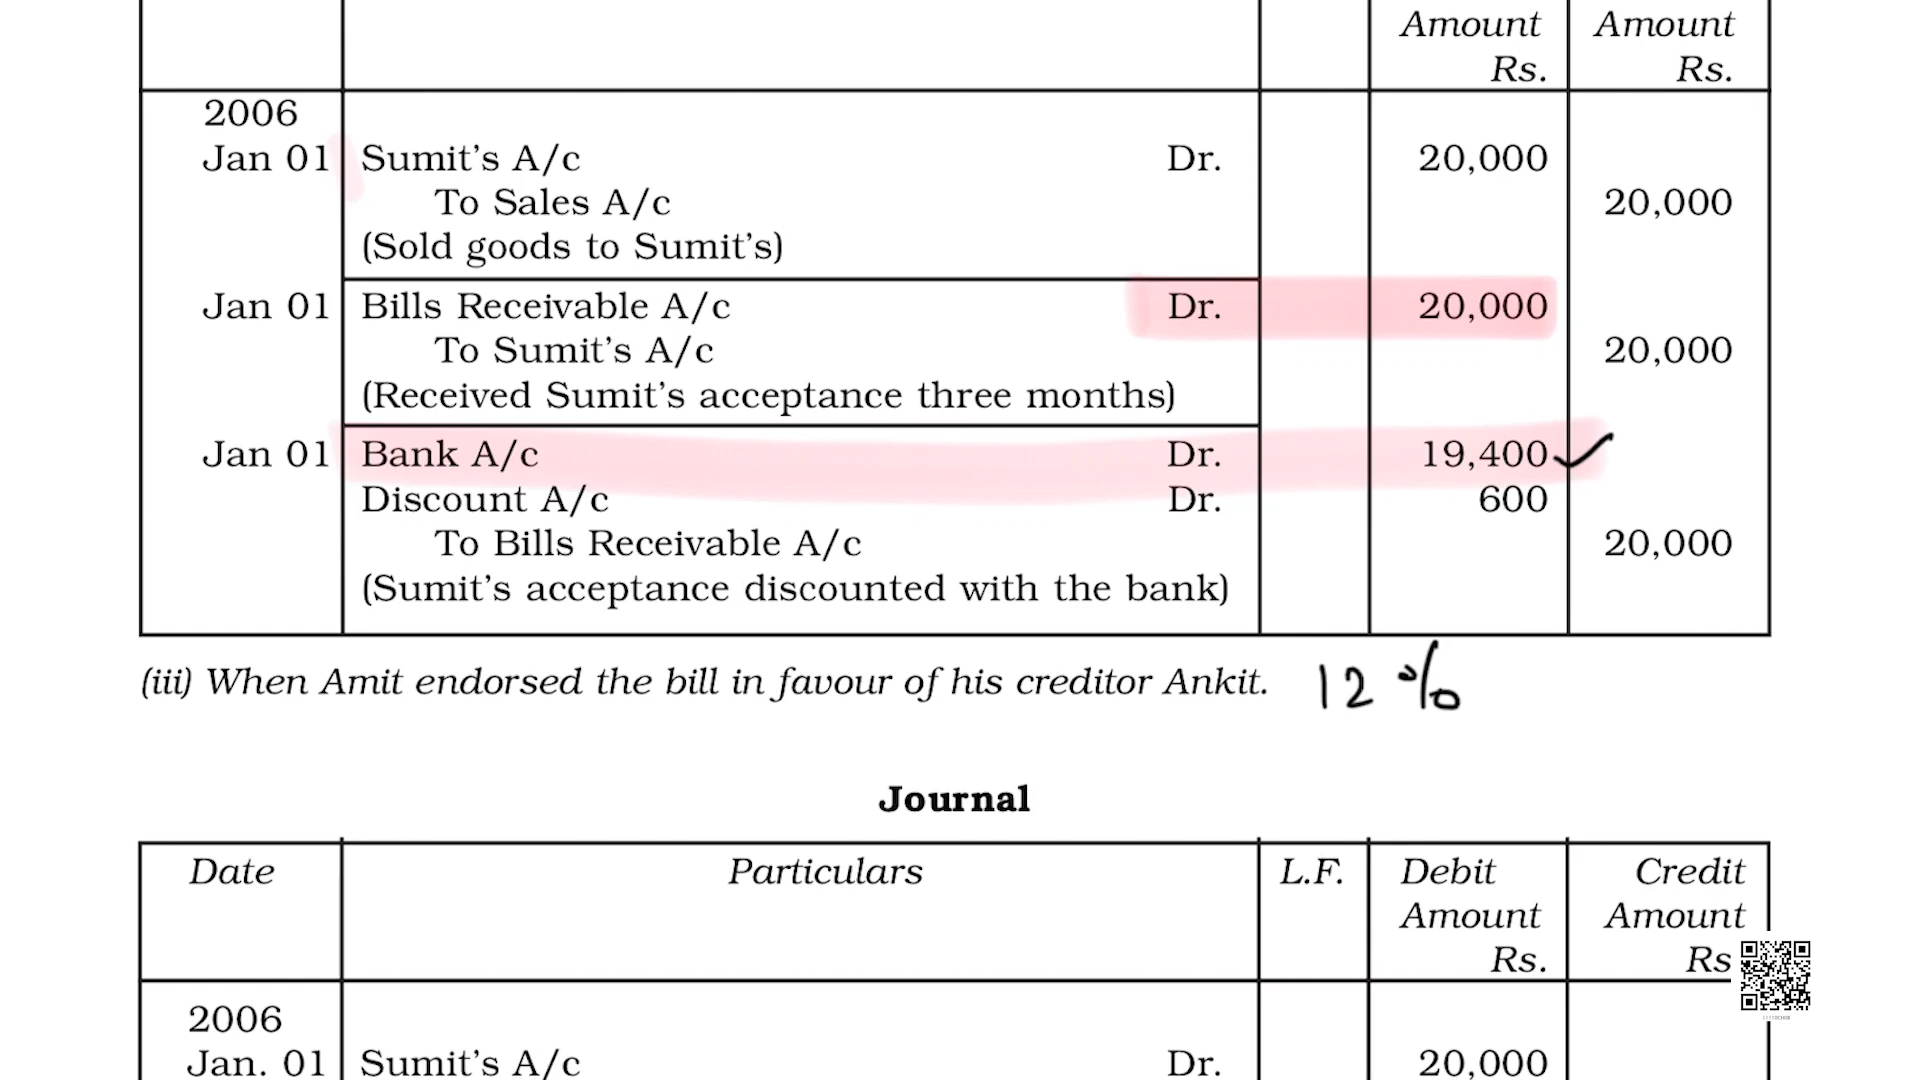 Amount Amount
Rs. Rs.
2006
Jan 01 Sumit’s A/c Dr. 20,000
To Sales A/c 20,000
(Sold goods to Sumit’s)
Jan 01 Bills Receivable A/c Dr. 20,000
To Sumit’s A/c 20,000
(Received Sumit’s acceptance three months)
Jan 01 Bank A/c Dr. 19,400
Discount A/c Dr. 600
To Bills Receivable A/c 20,000
(Sumit’s acceptance discounted with the bank)
(iii) When Amit endorsed the bill in favour of his creditor Ankit. 12 %
Journal
Date Particulars L.F. Debit Credit
Amount Amount
Rs. Rs
2006
Jan. 01 Sumit’s A/c Dr. 20,000